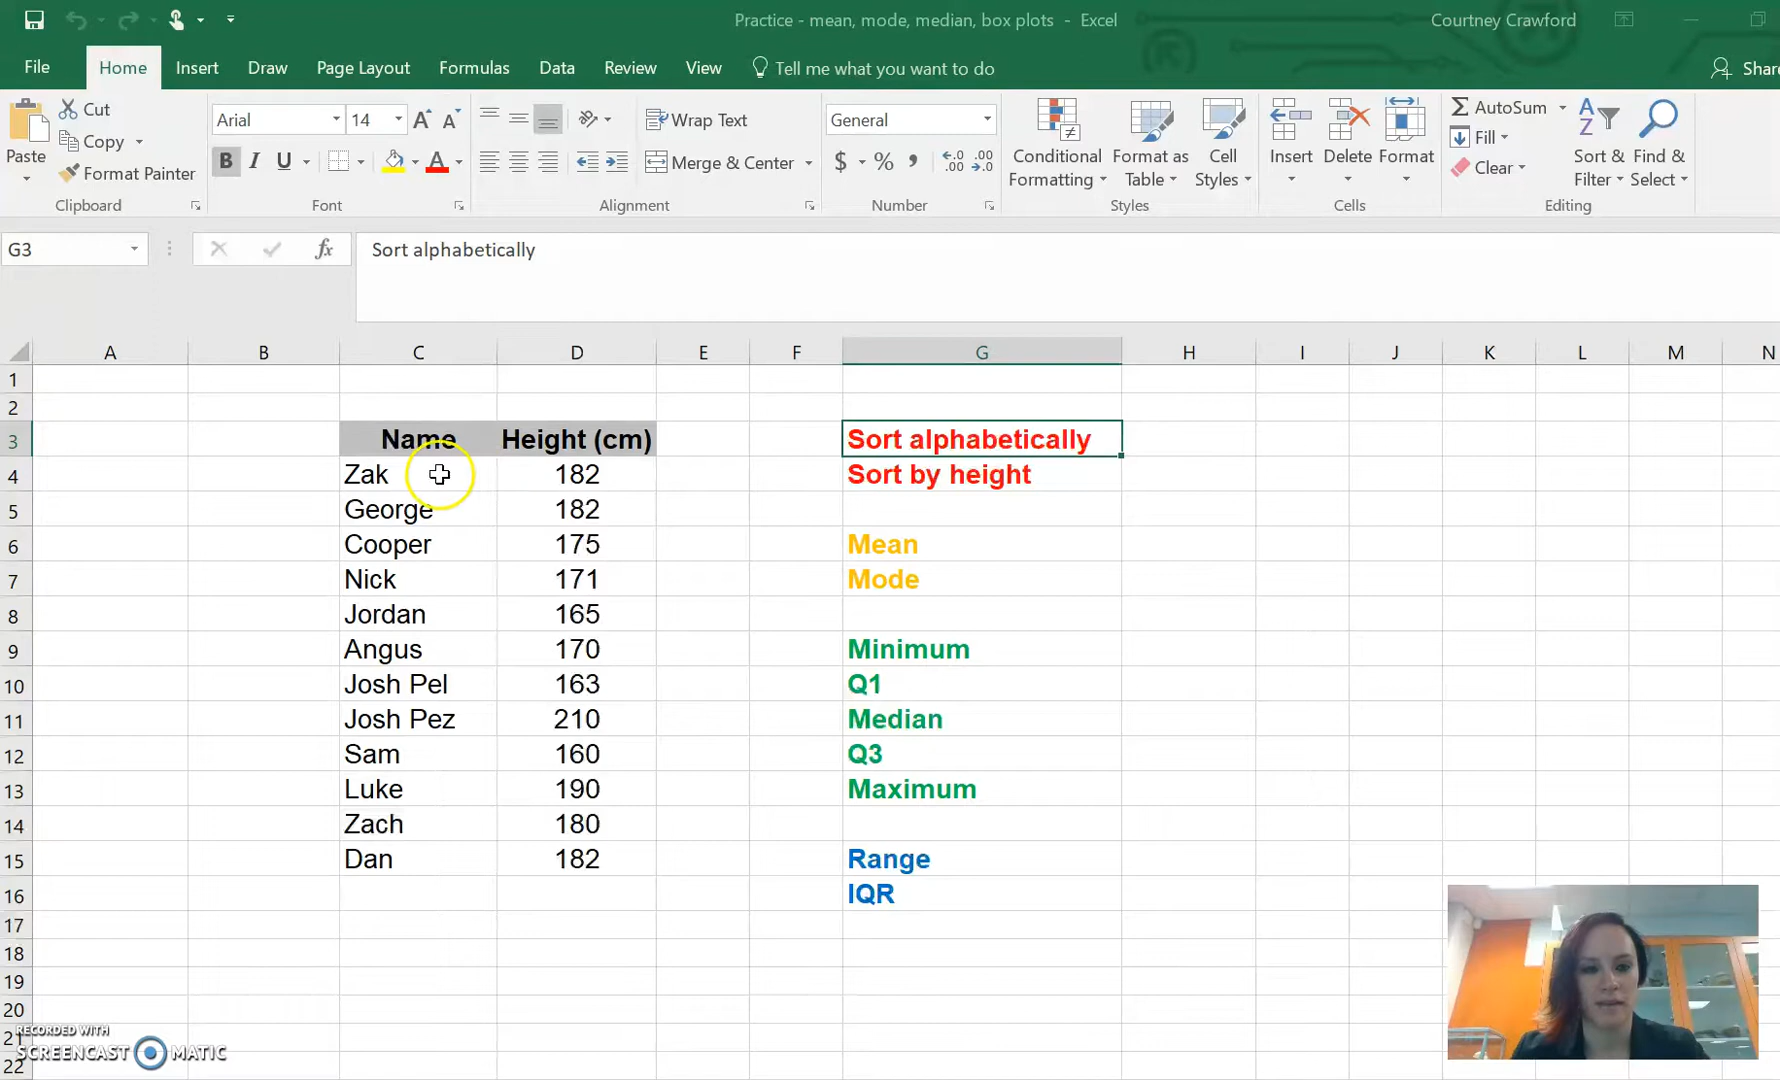 Practice - mean, mode, median, box plots - Excel
Courtney Crawford
File Home Insert Draw Page Layout Formulas Data Review View Tell me what you want to do Share
Cut
Copy
Format Painter
Paste
Clipboard
Arial 14
B I U A
Font
Wrap Text
Merge & Center
Alignment
General
$ % ,
Number
Conditional Formatting
Format as Table
Cell Styles
Styles
Insert Delete Format
Cells
AutoSum
Fill
Clear
Sort & Filter
Find & Select
Editing
G3 fx Sort alphabetically
A B C D E F G H I J K L M N
1
2
3 Name Height (cm) Sort alphabetically
4 Zak 182 Sort by height
5 George 182
6 Cooper 175 Mean
7 Nick 171 Mode
8 Jordan 165
9 Angus 170 Minimum
10 Josh Pel 163 Q1
11 Josh Pez 210 Median
12 Sam 160 Q3
13 Luke 190 Maximum
14 Zach 180
15 Dan 182 Range
16 IQR
17
18
19
20
21
22
RECORDED WITH
SCREENCAST MATIC